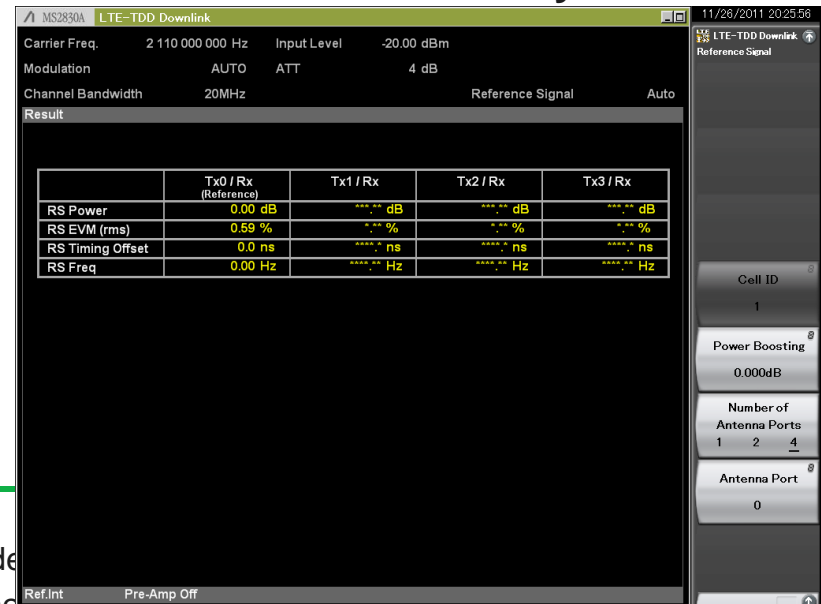 MS2830A LTE-TDD Downlink
11/26/2011 20:25:56
Carrier Freq. 2 110 000 000 Hz Input Level -20.00 dBm
Modulation AUTO ATT 4 dB
Channel Bandwidth 20MHz Reference Signal Auto
Result
Tx0 / Rx Tx1 / Rx Tx2 / Rx Tx3 / Rx
(Reference)
RS Power 0.00 dB ***.** dB ***.** dB ***.** dB
RS EVM (rms) 0.59 % *.** % *.** % *.** %
RS Timing Offset 0.0 ns ****.* ns ****.* ns ****.* ns
RS Freq 0.00 Hz ****.** Hz ****.** Hz ****.** Hz
Ref.Int Pre-Amp Off
LTE-TDD Downlink
Reference Signal
Cell ID
1
Power Boosting
0.000dB
Number of
Antenna Ports
1 2 4
Antenna Port
0